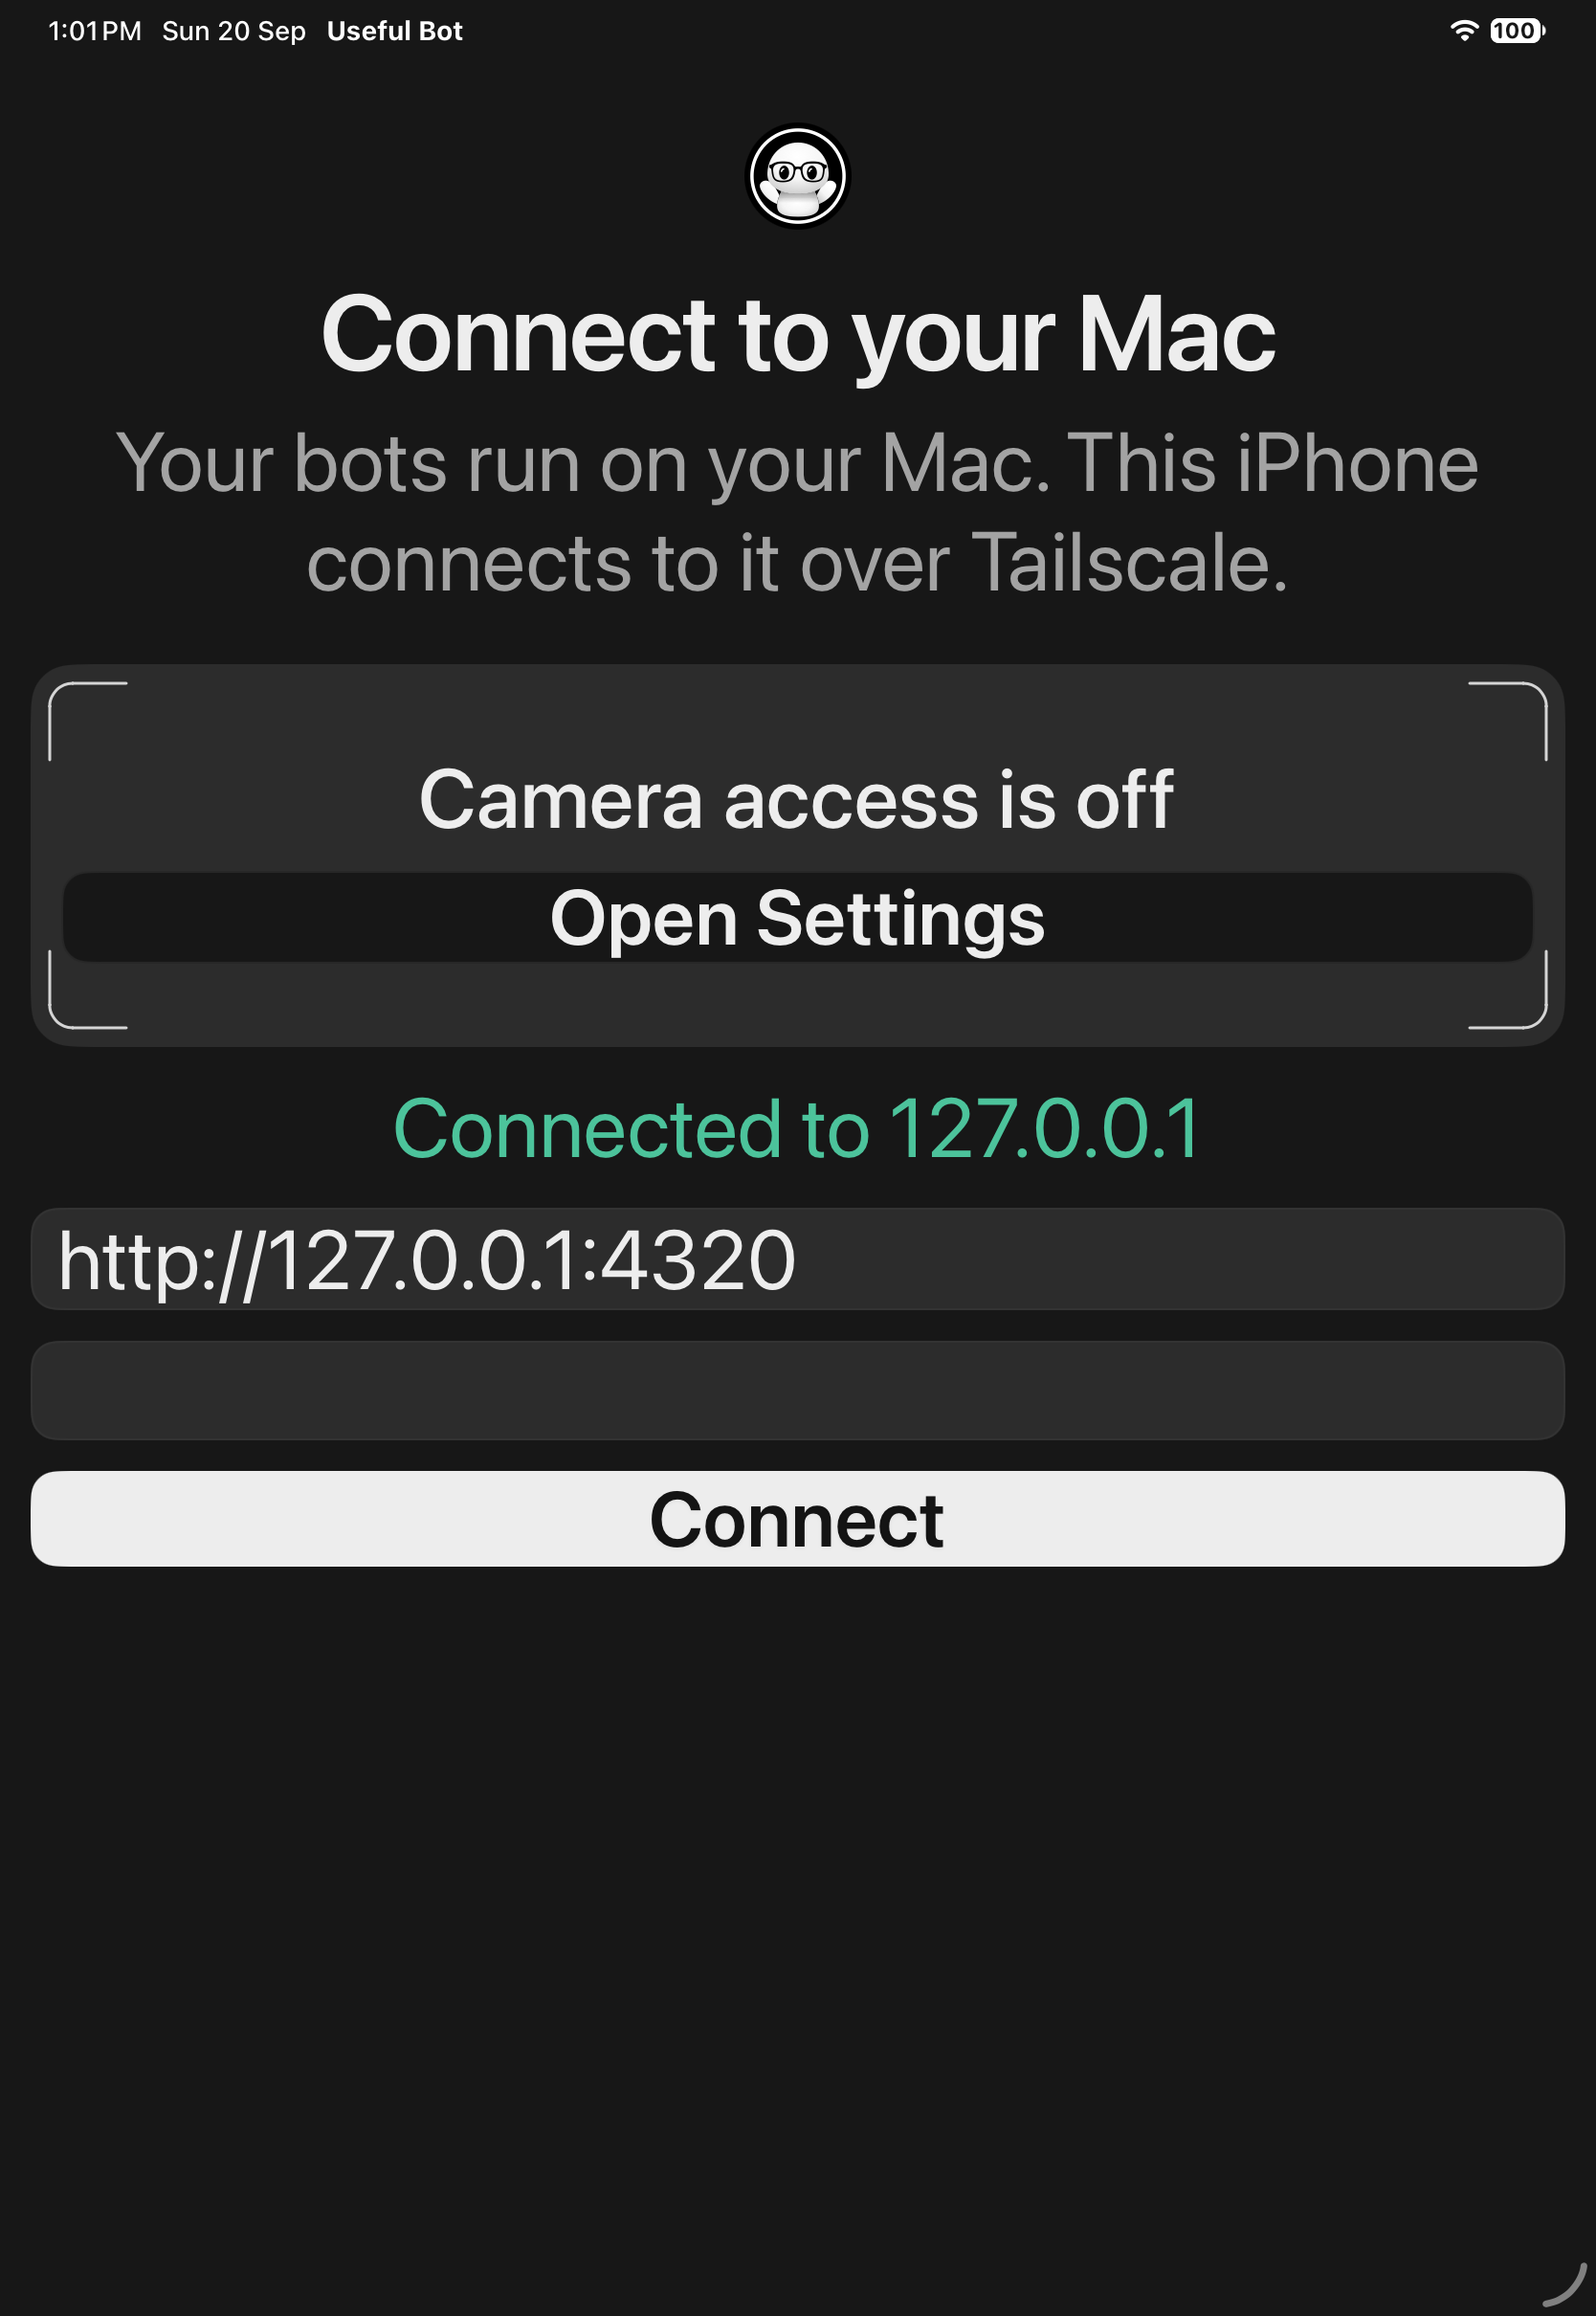 1:01 PM Sun 20 Sep Useful Bot 100
Connect to your Mac
Your bots run on your Mac. This iPhone
connects to it over Tailscale.
Camera access is off
Open Settings
Connected to 127.0.0.1
http://127.0.0.1:4320
Connect